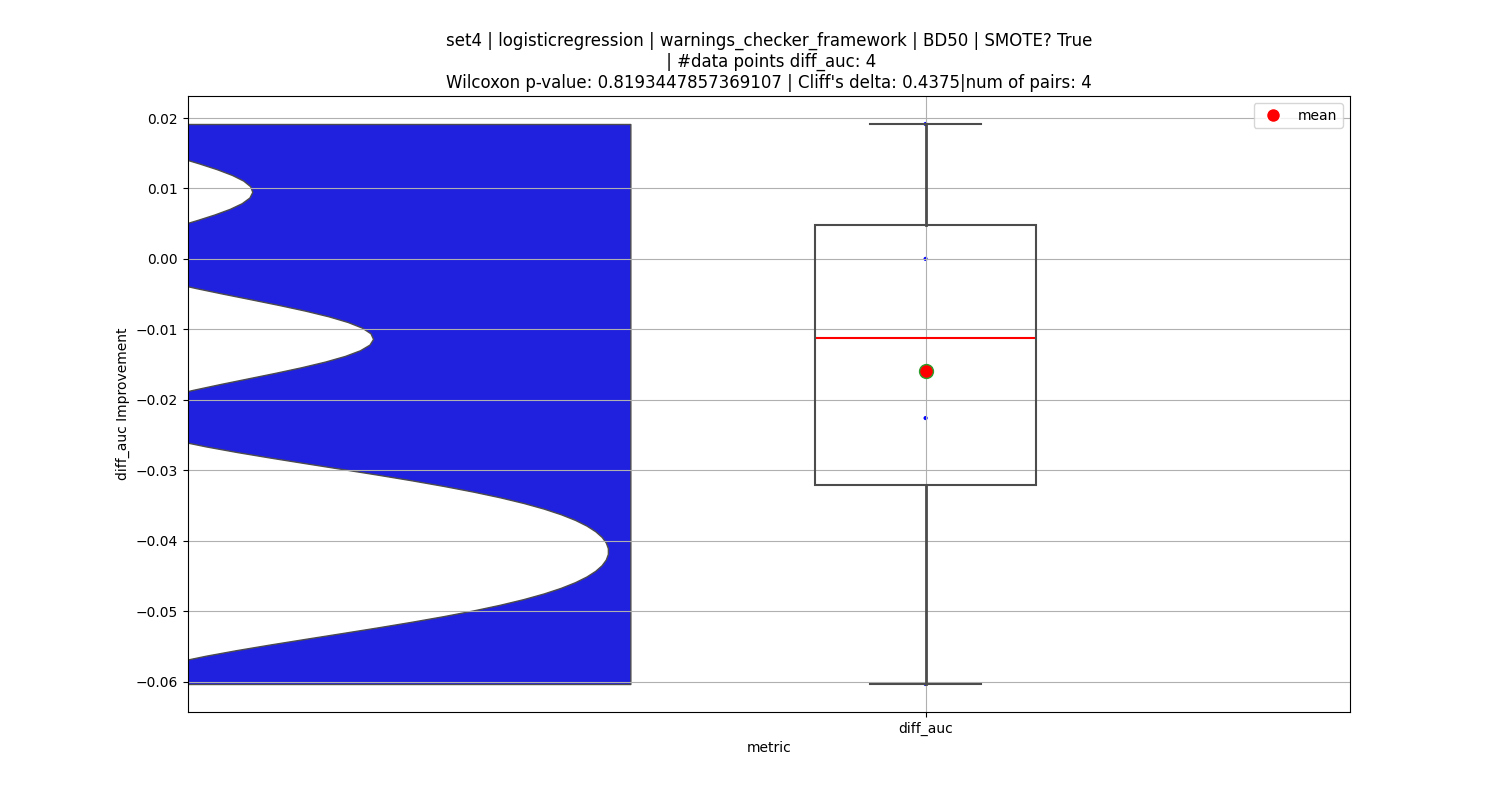 set4 | logisticregression | warnings_checker_framework | BD50 | SMOTE? True
| #data points diff_auc: 4
Wilcoxon p-value: 0.8193447857369107 | Cliff's delta: 0.4375|num of pairs: 4
mean
0.02
0.01
0.00
−0.01
−0.02
−0.03
−0.04
−0.05
−0.06
diff_auc Improvement
diff_auc
metric